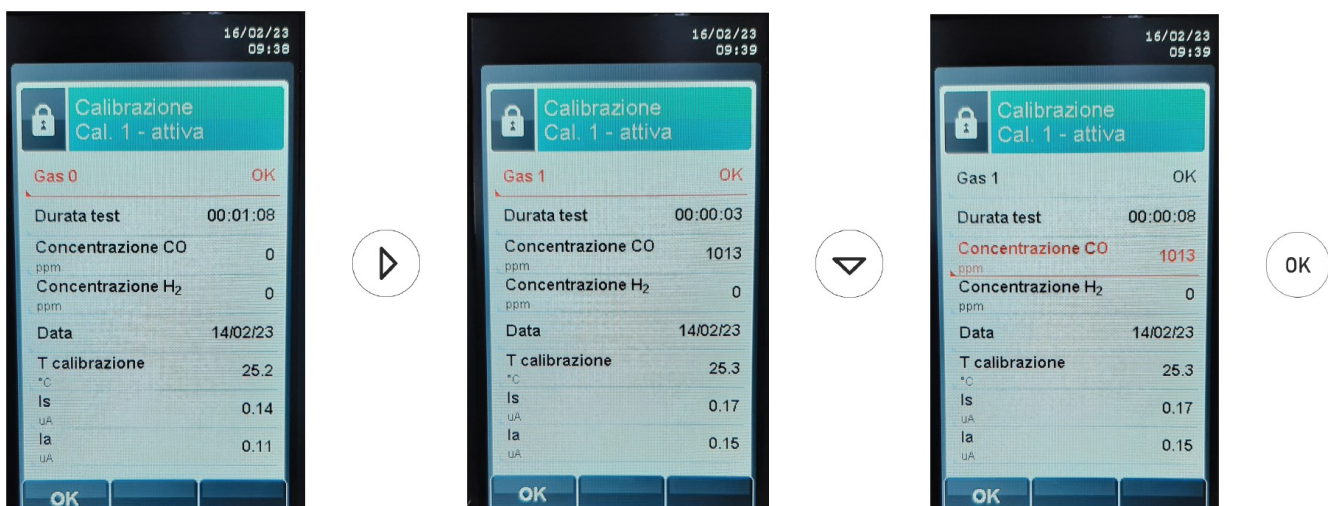 16/02/23
09:38
Calibrazione
Cal. 1 - attiva
Gas 0 OK
Durata test 00:01:08
Concentrazione CO 0
ppm
Concentrazione H₂ 0
ppm
Data 14/02/23
T calibrazione 25.2
°C
Is 0.14
uA
Ia 0.11
uA
OK
16/02/23
09:39
Calibrazione
Cal. 1 - attiva
Gas 1 OK
Durata test 00:00:03
Concentrazione CO 1013
ppm
Concentrazione H₂ 0
ppm
Data 14/02/23
T calibrazione 25.3
°C
Is 0.17
uA
Ia 0.15
uA
OK
16/02/23
09:39
Calibrazione
Cal. 1 - attiva
Gas 1 OK
Durata test 00:00:08
Concentrazione CO 1013
ppm
Concentrazione H₂ 0
ppm
Data 14/02/23
T calibrazione 25.3
°C
Is 0.17
uA
Ia 0.15
uA
OK
OK